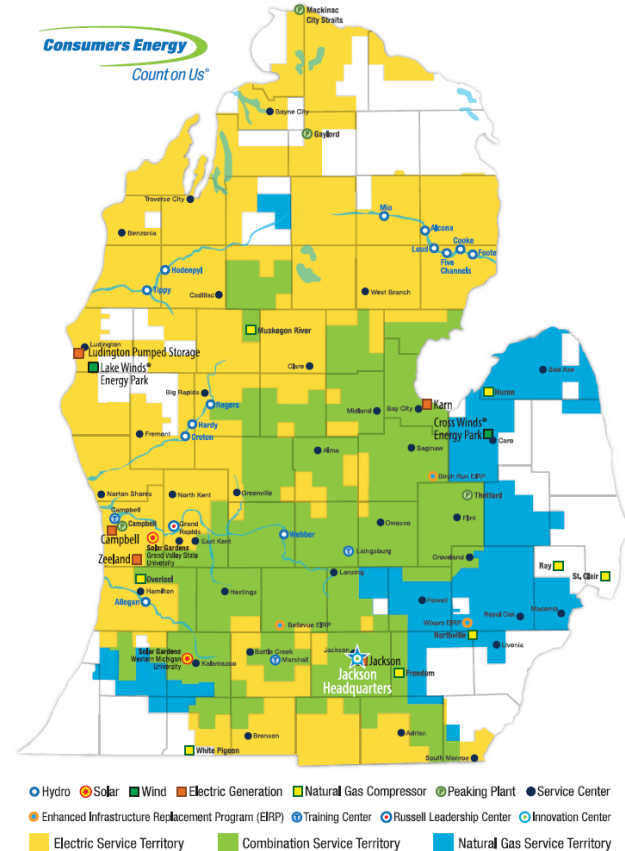 Consumers Energy
Count on Us®
Mackinac
City Straits
Boyne City
Gaylord
Traverse City
Benzonia
Mio
Alcona
Loud
Cooke
Foote
Five
Channels
Hodenpyl
Tippy
Cadillac
West Branch
Muskegon River
Ludington
Ludington Pumped Storage
Lake Winds®
Energy Park
Clare
Bad Axe
Huron
Big Rapids
Rogers
Midland
Bay City
Karn
Hardy
Cross Winds®
Energy Park
Fremont
Croton
Caro
Alma
Saginaw
Birch Run EIRP
Norton Shores
North Kent
Greenville
Thetford
Campbell
Campbell
Campbell
Grand
Rapids
Owosso
Flint
Webber
Solar Gardens
Grand Valley State
University
East Kent
Laingsburg
Zeeland
Groveland
Ray
St. Clair
Overisel
Lansing
Hamilton
Hastings
Allegan
Howell
Royal Oak
Macomb
Bellevue EIRP
Wixom EIRP
Northville
Livonia
Solar Gardens
Western Michigan
University
Kalamazoo
Battle Creek
Marshall
Jackson
Jackson
Jackson
Headquarters
Freedom
Bronson
Adrian
White Pigeon
South Monroe
Hydro Solar Wind Electric Generation Natural Gas Compressor Peaking Plant Service Center
Enhanced Infrastructure Replacement Program (EIRP) Training Center Russell Leadership Center Innovation Center
Electric Service Territory Combination Service Territory Natural Gas Service Territory